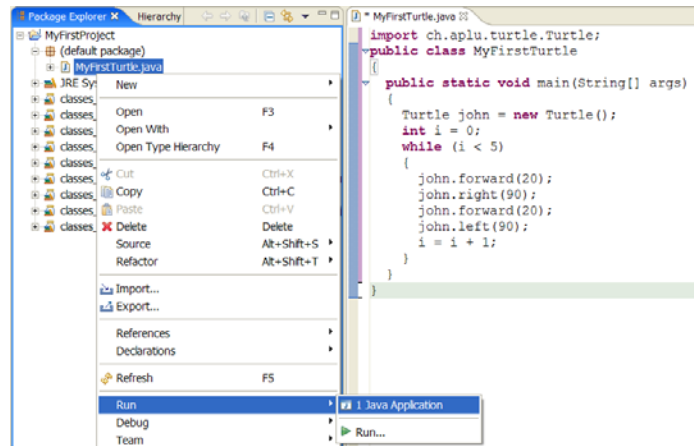 Package Explorer Hierarchy
MyFirstProject
(default package)
MyFirstTurtle.java
JRE Sys
classes_
classes_
classes_
classes_
classes_
classes_
classes_
classes_
classes_
New
Open F3
Open With
Open Type Hierarchy F4
Cut Ctrl+X
Copy Ctrl+C
Paste Ctrl+V
Delete Delete
Source Alt+Shift+S
Refactor Alt+Shift+T
Import...
Export...
References
Declarations
Refresh F5
Run
Debug
Team
1 Java Application
Run...
* MyFirstTurtle.java
import ch.aplu.turtle.Turtle;
public class MyFirstTurtle
{
public static void main(String[] args)
{
Turtle john = new Turtle();
int i = 0;
while (i < 5)
{
john.forward(20);
john.right(90);
john.forward(20);
john.left(90);
i = i + 1;
}
}
}